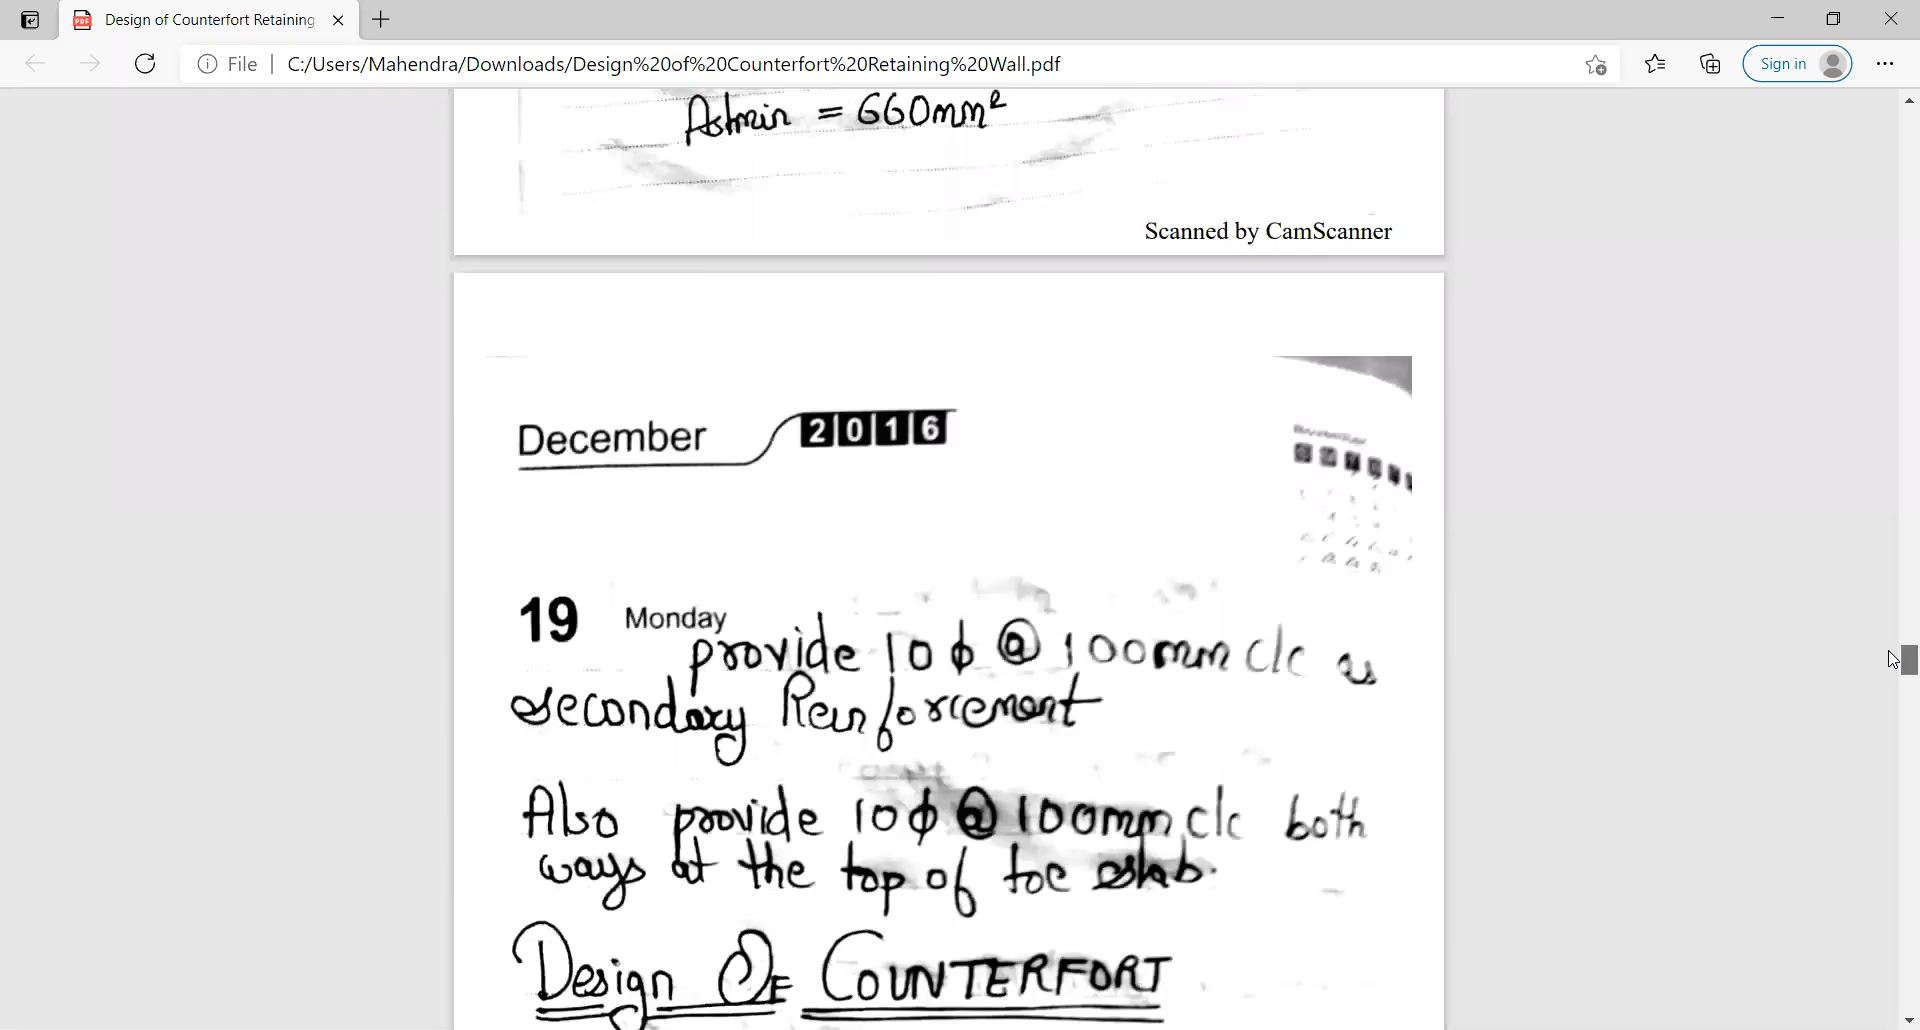 Design of Counterfort Retaining
File | C:/Users/Mahendra/Downloads/Design%20of%20Counterfort%20Retaining%20Wall.pdf
Sign in
Astmin = 660mm²
Scanned by CamScanner
December 2016
19 Monday
provide 10 ϕ @ 100mm c/c as
secondary Reinforcement
Also provide 10 ϕ @ 100mm c/c both
ways at the top of toe slab.
Design OF COUNTERFORT